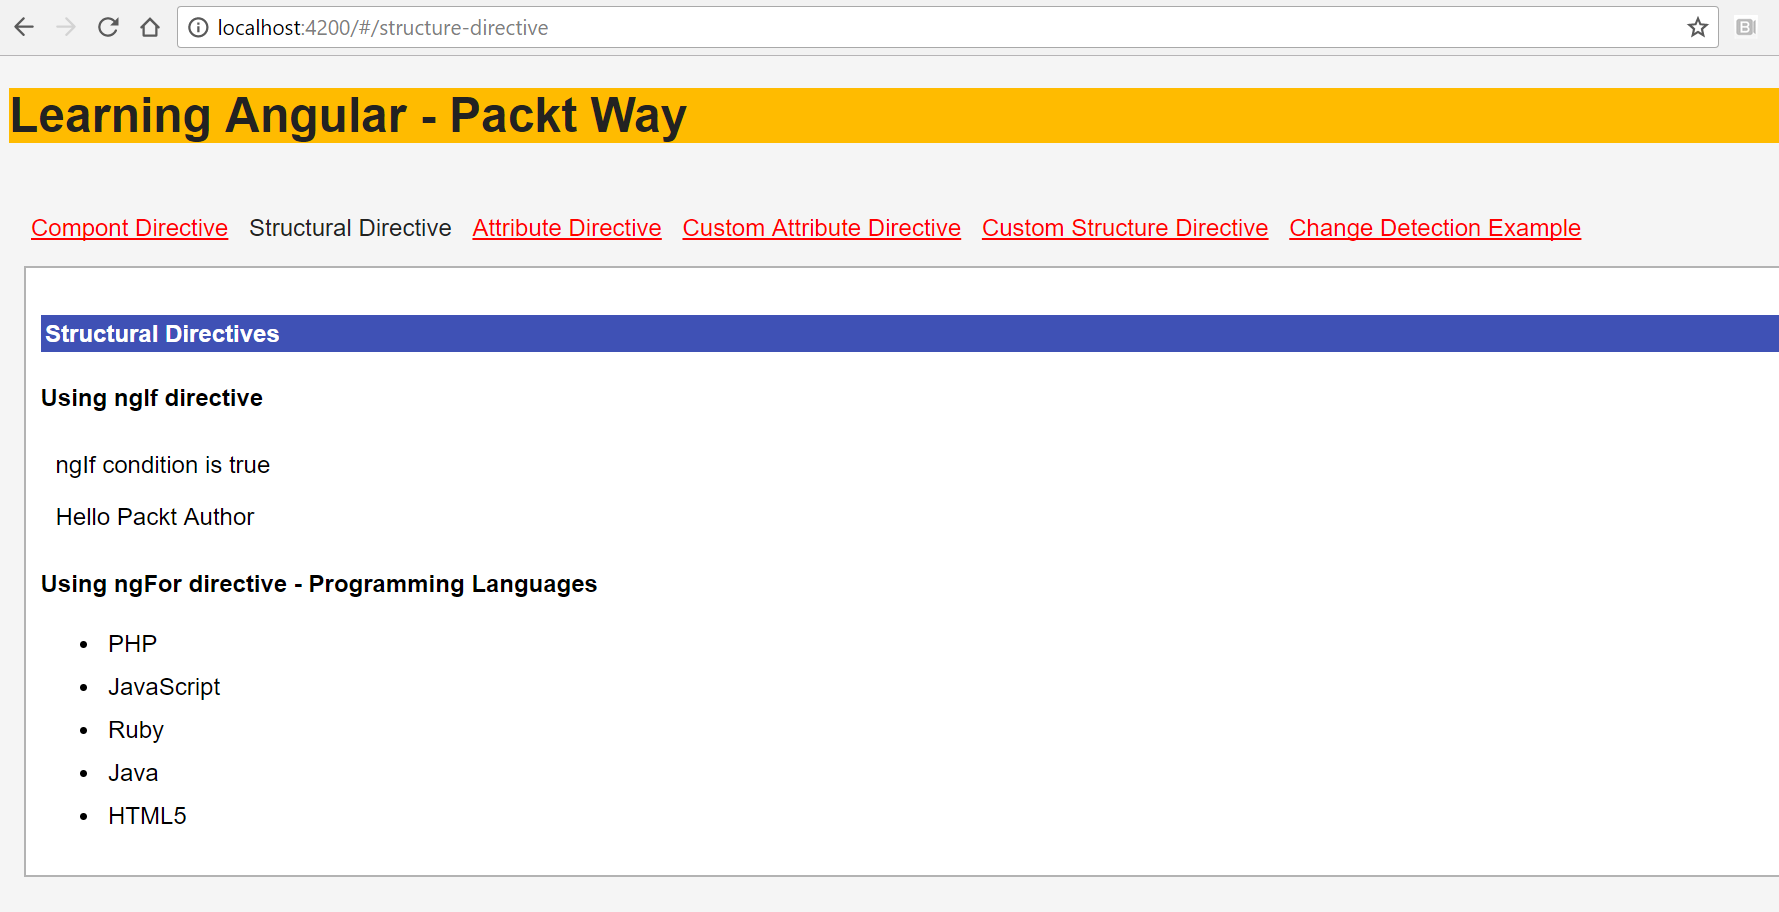 localhost:4200/#/structure-directive
Learning Angular - Packt Way
Compont Directive Structural Directive Attribute Directive Custom Attribute Directive Custom Structure Directive Change Detection Example
Structural Directives
Using ngIf directive
ngIf condition is true
Hello Packt Author
Using ngFor directive - Programming Languages
• PHP
• JavaScript
• Ruby
• Java
• HTML5